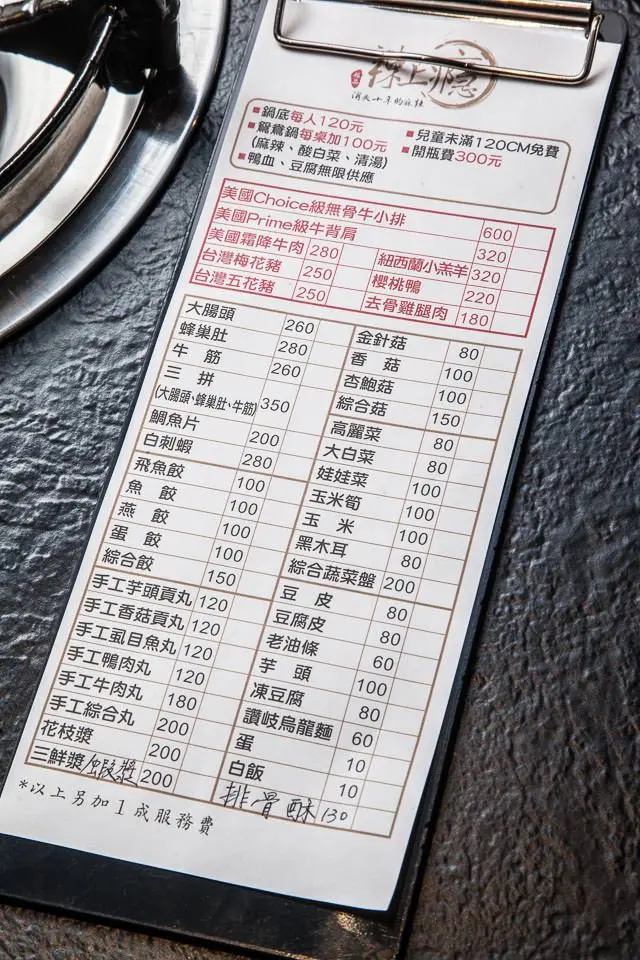 上癮
消失十年的麻辣
▪鍋底每人120元
▪鴛鴦鍋每桌加100元
(麻辣、酸白菜、清湯)
▪鴨血、豆腐無限供應
▪兒童未滿120CM免費
▪開瓶費300元
美國Choice級無骨牛小排 600
美國Prime級牛背肩 320
美國霜降牛肉 280
台灣梅花豬 250
台灣五花豬 250
紐西蘭小羔羊 320
櫻桃鴨 220
去骨雞腿肉 180
大腸頭 260
蜂巢肚 280
牛 筋 260
三 拼
(大腸頭、蜂巢肚、牛筋) 350
鯛魚片 200
白刺蝦 280
飛魚餃 100
魚 餃 100
燕 餃 100
蛋 餃 100
綜合餃 150
手工芋頭貢丸 120
手工香菇貢丸 120
手工虱目魚丸 120
手工鴨肉丸 120
手工牛肉丸 180
手工綜合丸 200
花枝漿 200
三鮮漿 蝦漿 200
金針菇 80
香 菇 100
杏鮑菇 100
綜合菇 150
高麗菜 80
大白菜 80
娃娃菜 100
玉米筍 100
玉 米 100
黑木耳 80
綜合蔬菜盤 200
豆 皮 80
豆腐皮 80
老油條 60
芋 頭 100
凍豆腐 80
讚岐烏龍麵 60
蛋 10
白飯 10
排骨酥 130
*以上另加1成服務費